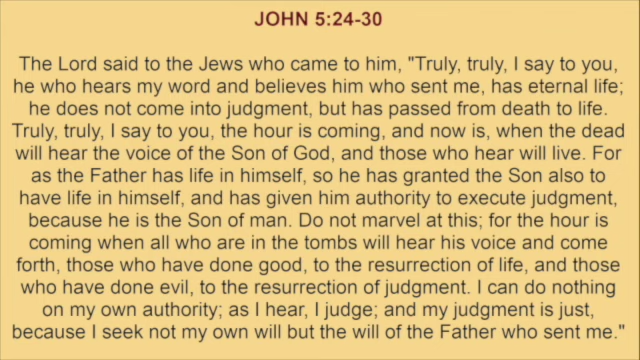 JOHN 5:24-30
The Lord said to the Jews who came to him, "Truly, truly, I say to you,
he who hears my word and believes him who sent me, has eternal life;
he does not come into judgment, but has passed from death to life.
Truly, truly, I say to you, the hour is coming, and now is, when the dead
will hear the voice of the Son of God, and those who hear will live. For
as the Father has life in himself, so he has granted the Son also to
have life in himself, and has given him authority to execute judgment,
because he is the Son of man. Do not marvel at this; for the hour is
coming when all who are in the tombs will hear his voice and come
forth, those who have done good, to the resurrection of life, and those
who have done evil, to the resurrection of judgment. I can do nothing
on my own authority; as I hear, I judge; and my judgment is just,
because I seek not my own will but the will of the Father who sent me."